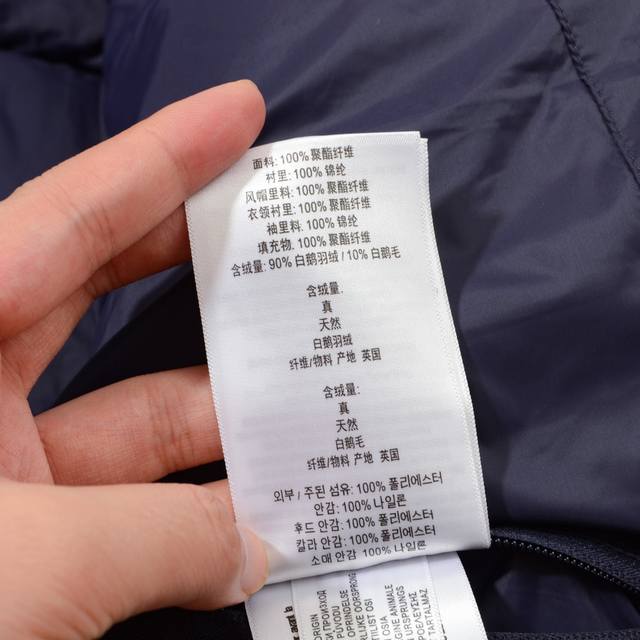 面料: 100% 聚酯纤维
衬里: 100% 锦纶
风帽里料: 100% 聚酯纤维
衣领衬里: 100% 聚酯纤维
袖里料: 100% 锦纶
填充物: 100% 聚酯纤维
含绒量: 90% 白鹅羽绒 / 10% 白鹅毛
含绒量:
真
天然
白鹅羽绒
纤维/物料 产地 英国
含绒量:
真
天然
白鹅毛
纤维/物料 产地 英国
외부 / 주된 섬유: 100% 폴리에스터
안감: 100% 나일론
후드 안감: 100% 폴리에스터
칼라 안감: 100% 폴리에스터
소매 안감 100% 나일론